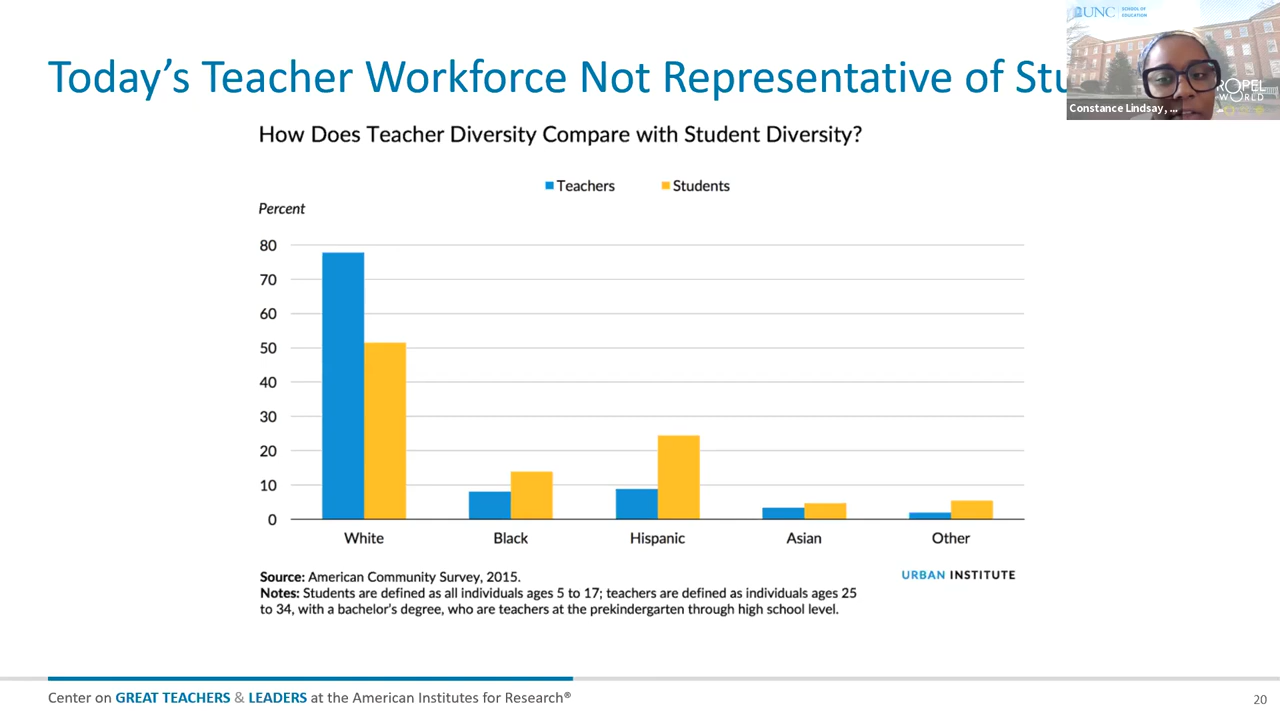 Today's Teacher Workforce Not Representative of Stu
UNC SCHOOL OF
EDUCATION
ROPEL
WORLD
Constance Lindsay, ...
How Does Teacher Diversity Compare with Student Diversity?
Teachers Students
Percent
80
70
60
50
40
30
20
10
0
White Black Hispanic Asian Other
Source: American Community Survey, 2015.
URBAN INSTITUTE
Notes: Students are defined as all individuals ages 5 to 17; teachers are defined as individuals ages 25
to 34, with a bachelor's degree, who are teachers at the prekindergarten through high school level.
Center on GREAT TEACHERS & LEADERS at the American Institutes for Research®
20